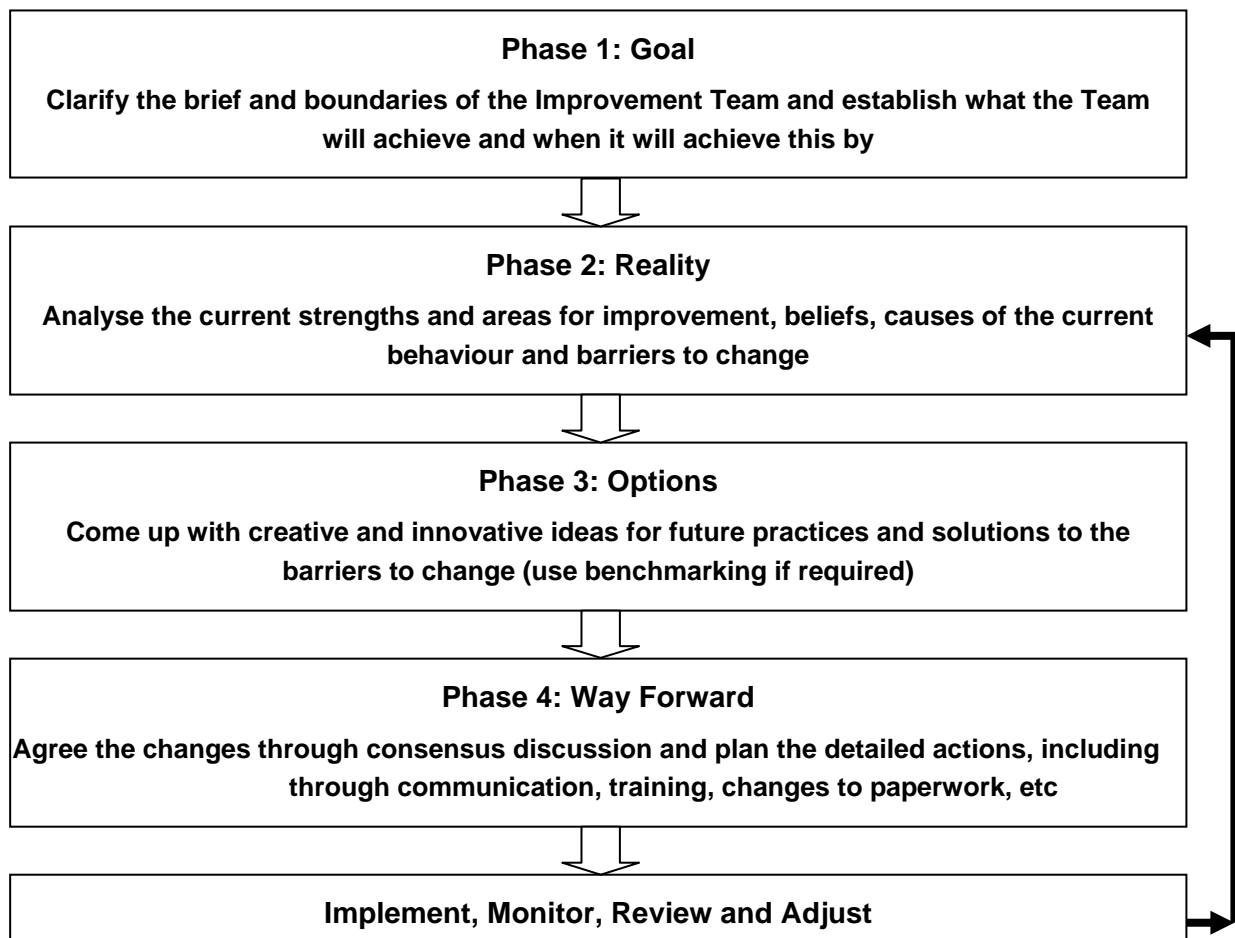 Phase 1: Goal
Clarify the brief and boundaries of the Improvement Team and establish what the Team
will achieve and when it will achieve this by
Phase 2: Reality
Analyse the current strengths and areas for improvement, beliefs, causes of the current
behaviour and barriers to change
Phase 3: Options
Come up with creative and innovative ideas for future practices and solutions to the
barriers to change (use benchmarking if required)
Phase 4: Way Forward
Agree the changes through consensus discussion and plan the detailed actions, including
through communication, training, changes to paperwork, etc
Implement, Monitor, Review and Adjust